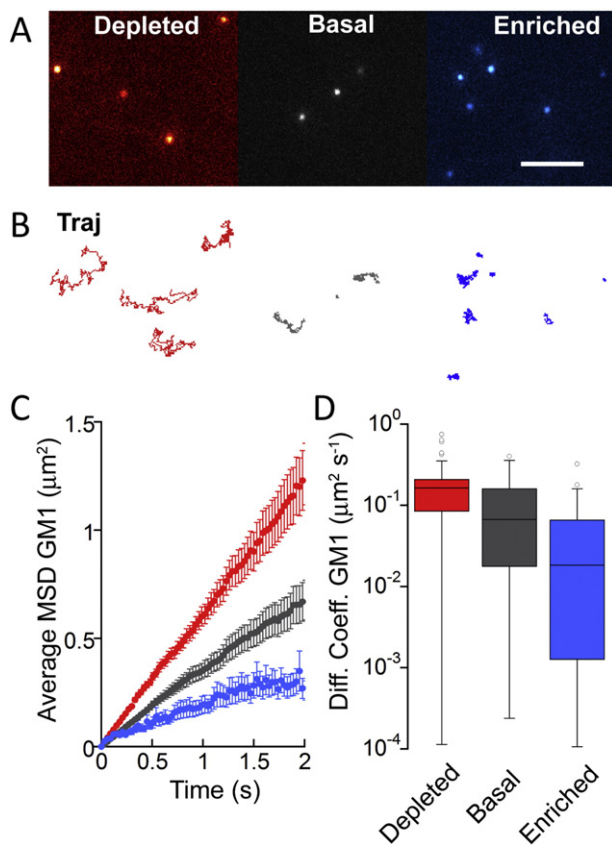 A
Depleted
Basal
Enriched
B
Traj
C
Average MSD GM1 (μm²)
1.5
1
0.5
0
0
0.5
1
1.5
2
Time (s)
D
Diff. Coeff. GM1 (μm² s⁻¹)
10⁰
10⁻¹
10⁻²
10⁻³
10⁻⁴
Depleted
Basal
Enriched